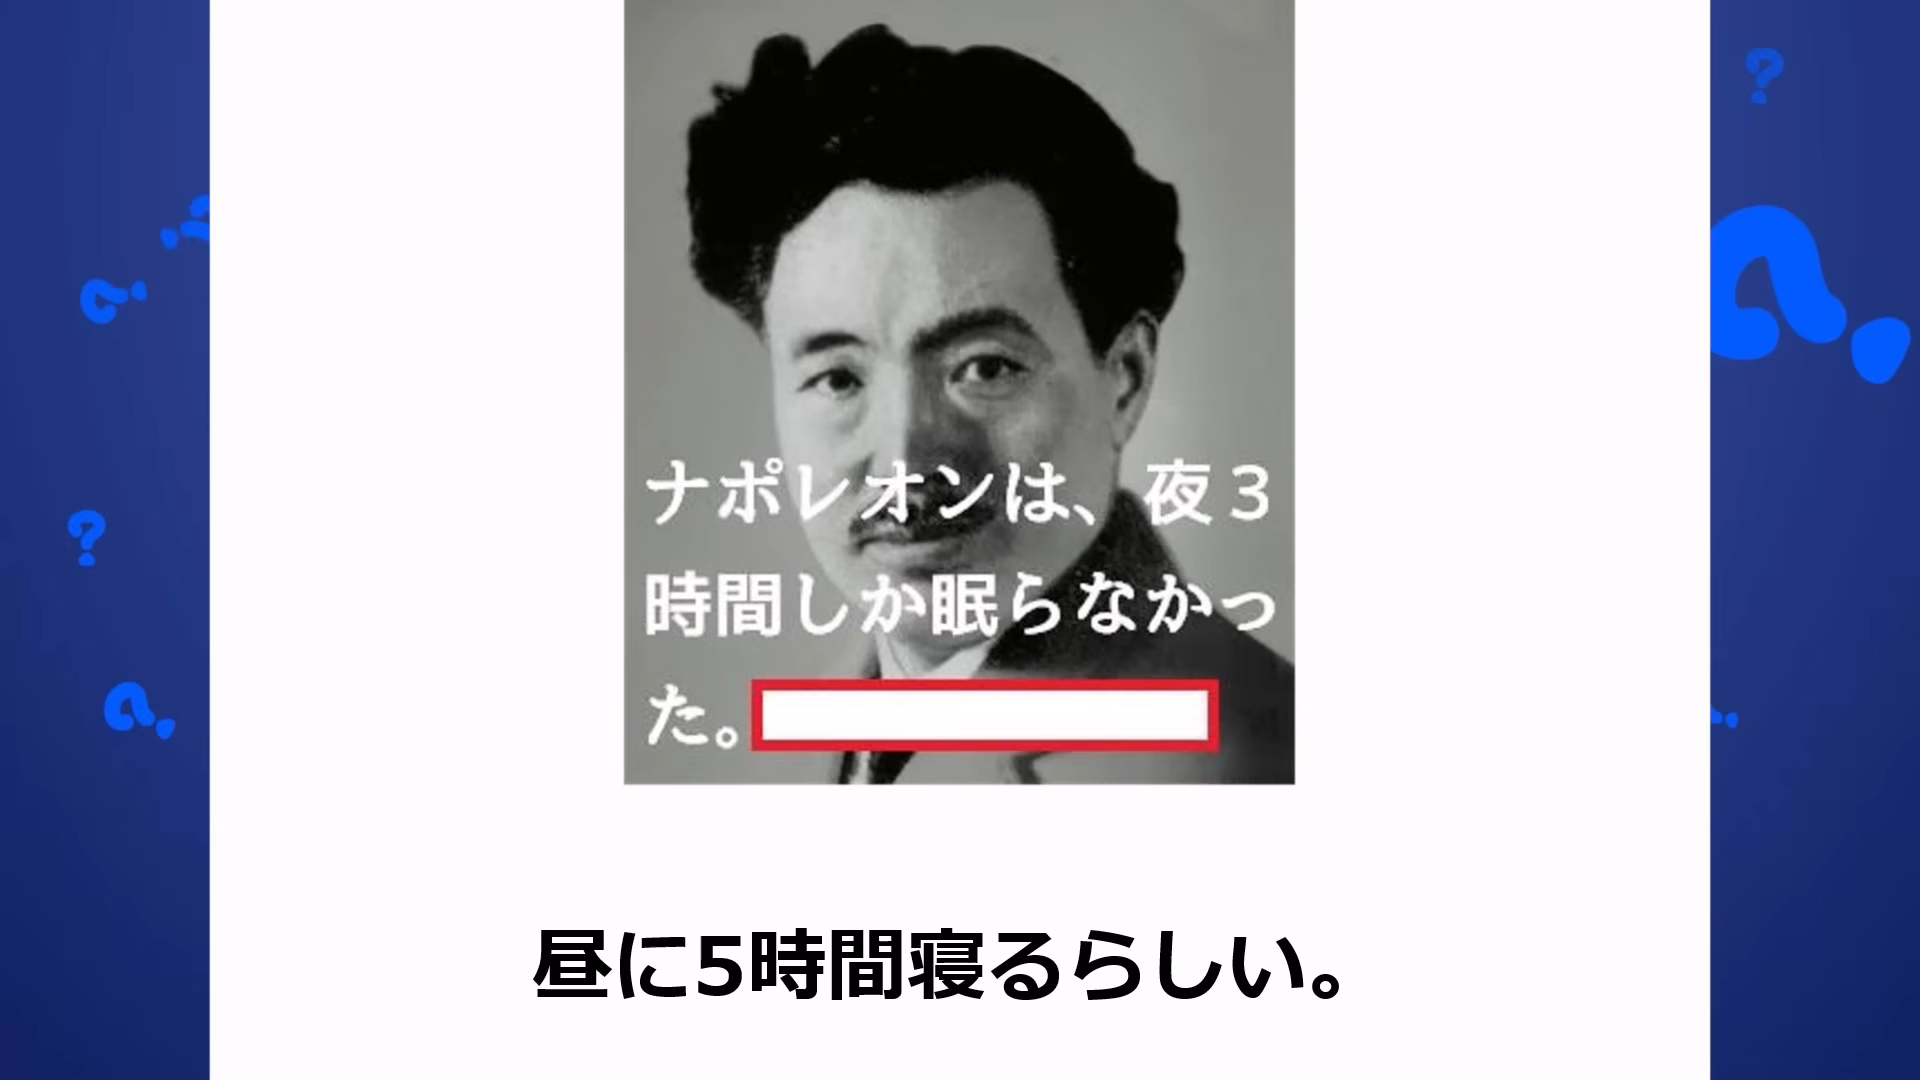 ナポレオンは、夜３
時間しか眠らなかっ
た。
昼に5時間寝るらしい。